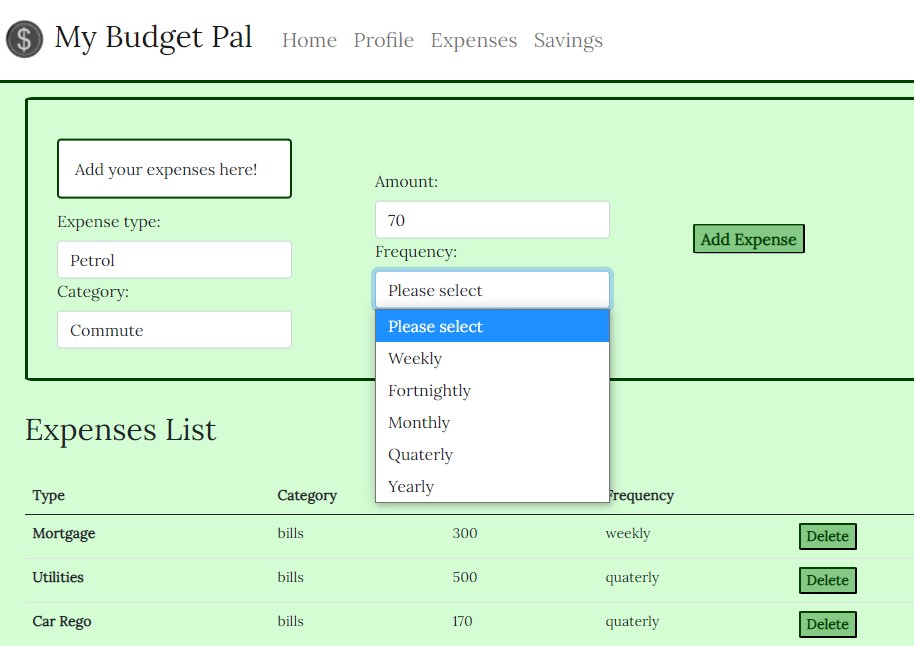 $ My Budget Pal Home Profile Expenses Savings
Add your expenses here!
Expense type:
Petrol
Category:
Commute
Amount:
70
Frequency:
Please select
Please select
Weekly
Fortnightly
Monthly
Quaterly
Yearly
Add Expense
Expenses List
Type Category Frequency
Mortgage bills 300 weekly Delete
Utilities bills 500 quaterly Delete
Car Rego bills 170 quaterly Delete